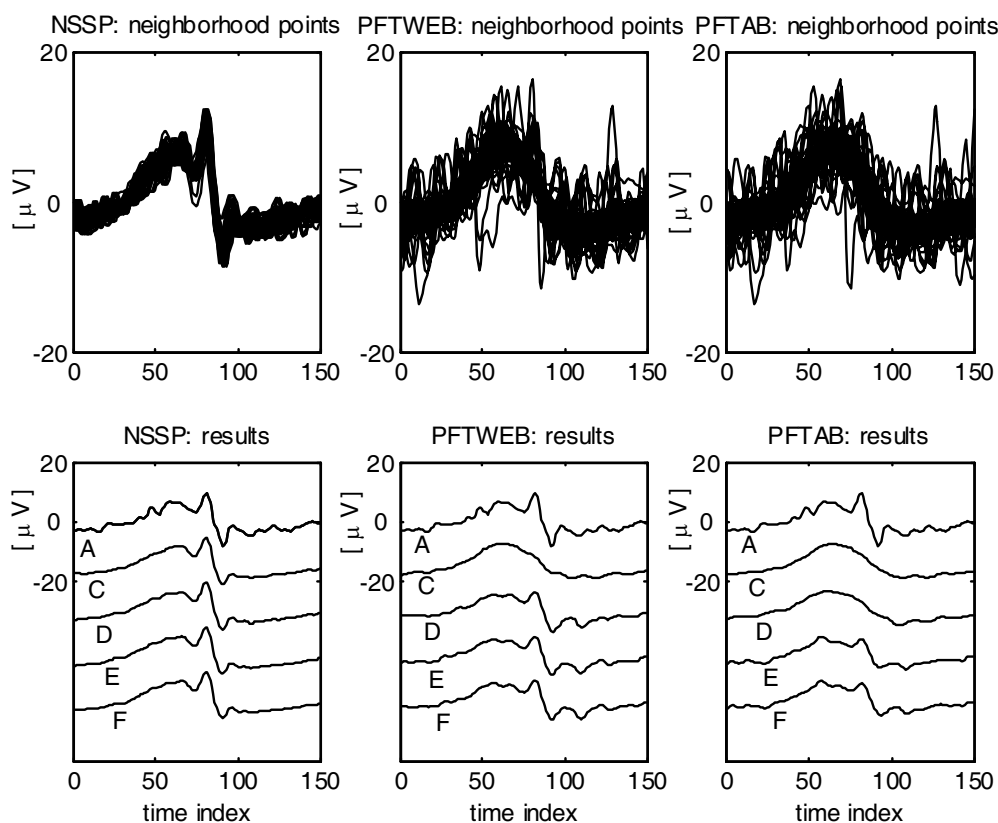 NSSP: neighborhood points PFTWEB: neighborhood points PFTAB: neighborhood points
20 20 20
[ μ V ] [ μ V ] [ μ V ]
0 0 0
-20 -20 -20
0 50 100 150 0 50 100 150 0 50 100 150
NSSP: results PFTWEB: results PFTAB: results
20 20 20
[ μ V ] [ μ V ] [ μ V ]
0 0 0
A A A
-20 -20 -20
C C C
D D D
E E E
F F F
0 50 100 150 0 50 100 150 0 50 100 150
time index time index time index